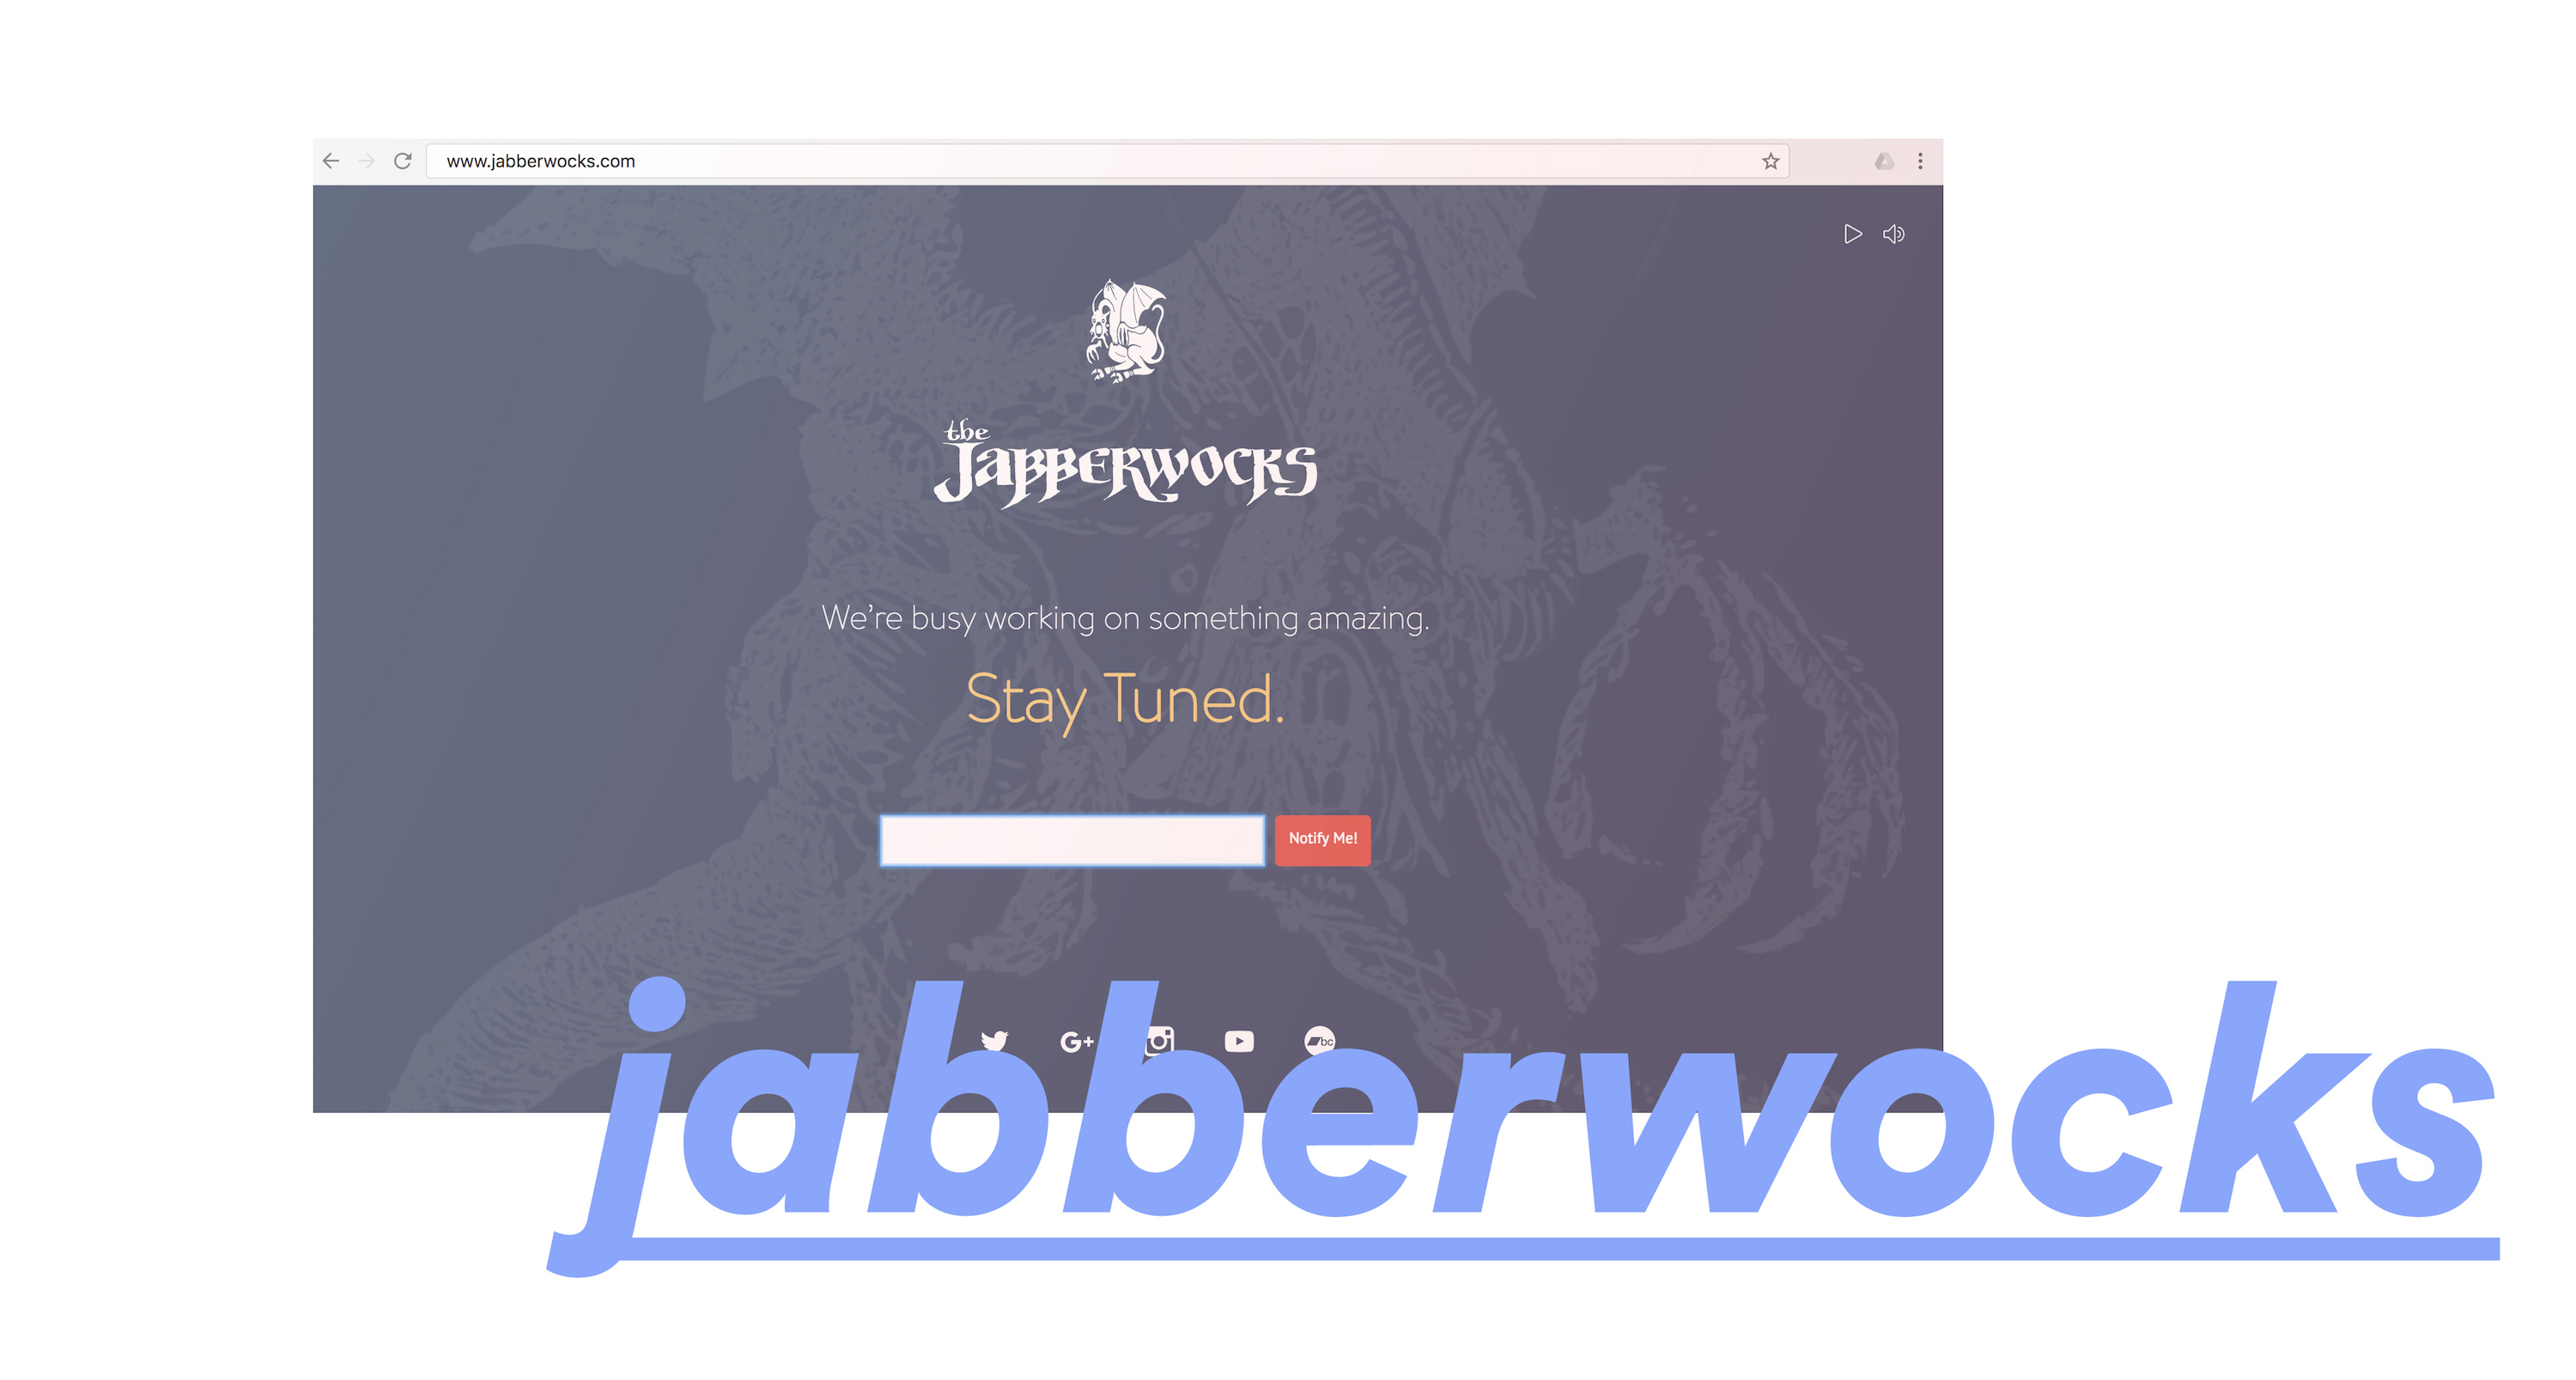 www.jabberwocks.com
the
Jabberwocks
We're busy working on something amazing.
Stay Tuned.
Notify Me!
G+
bc
jabberwocks